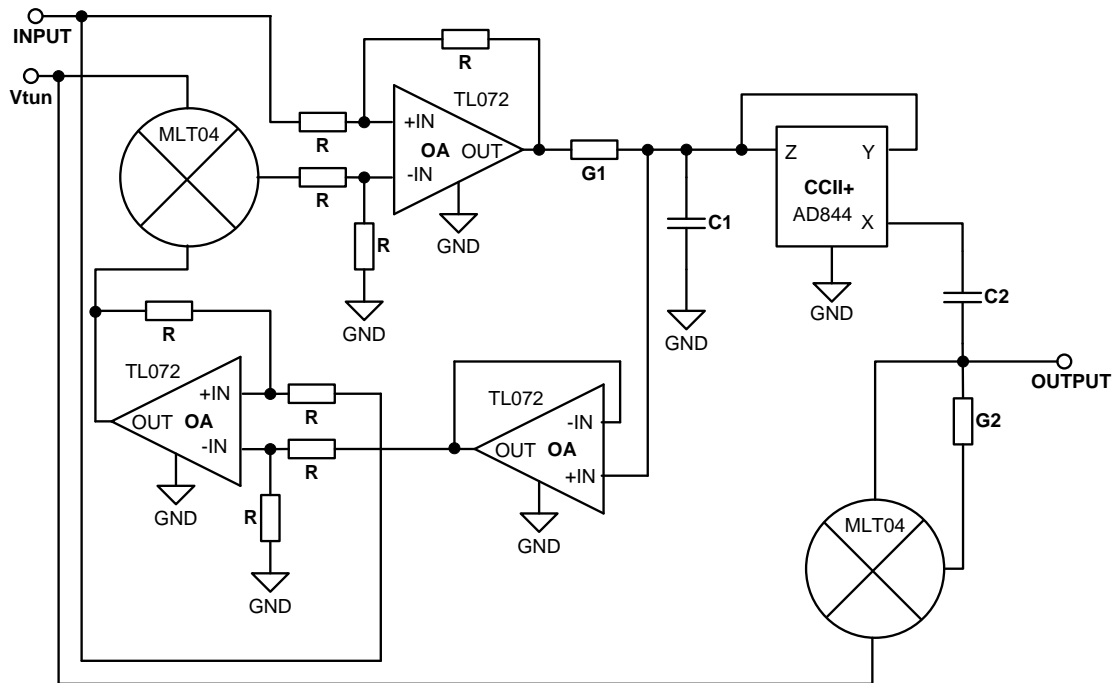 INPUT
Vtun
MLT04
R
R
R
R
TL072
+IN
OA OUT
-IN
GND
GND
G1
C1
GND
Z Y
CCII+
AD844
X
GND
C2
OUTPUT
G2
MLT04
R
TL072
+IN
OUT OA
-IN
GND
R
R
R
GND
TL072
-IN
OUT OA
+IN
GND